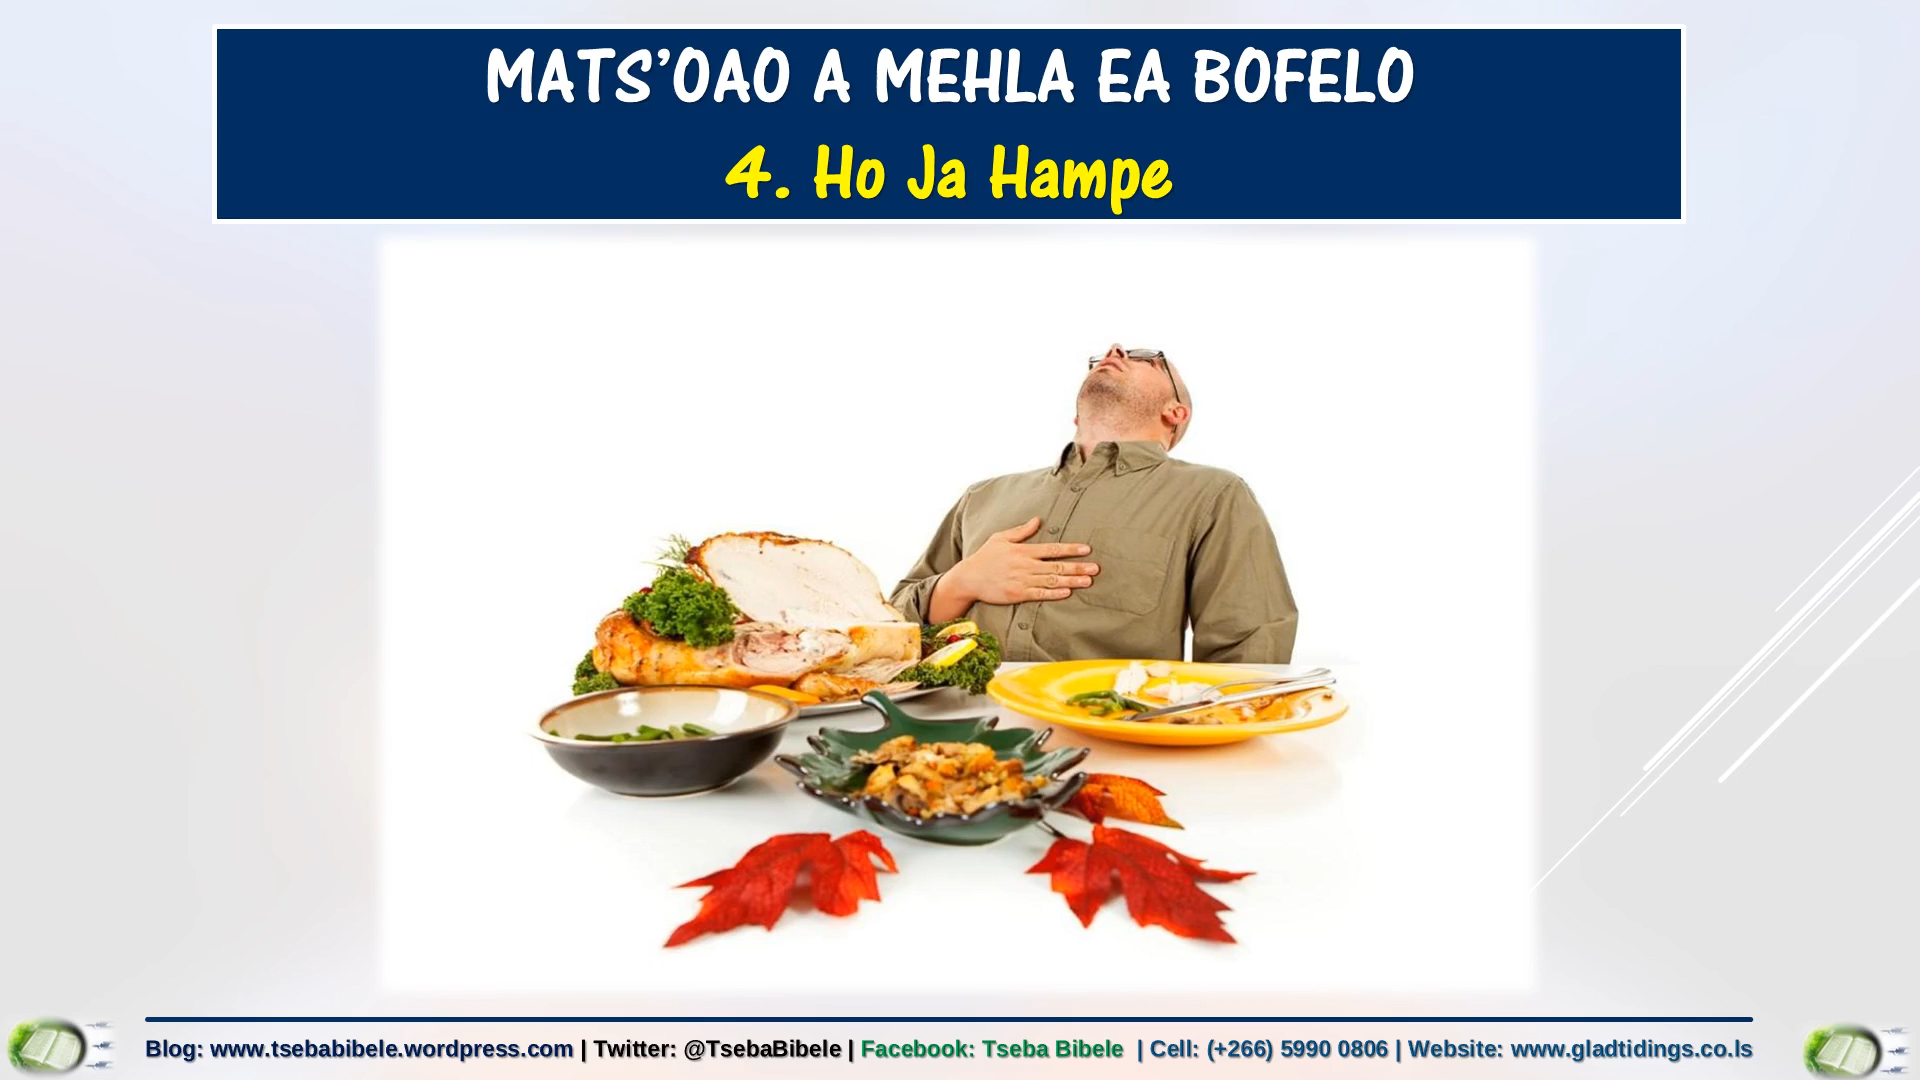 MATS’OAO A MEHLA EA BOFELO
4. Ho Ja Hampe
Blog: www.tsebabibele.wordpress.com | Twitter: @TsebaBibele | Facebook: Tseba Bibele | Cell: (+266) 5990 0806 | Website: www.gladtidings.co.ls